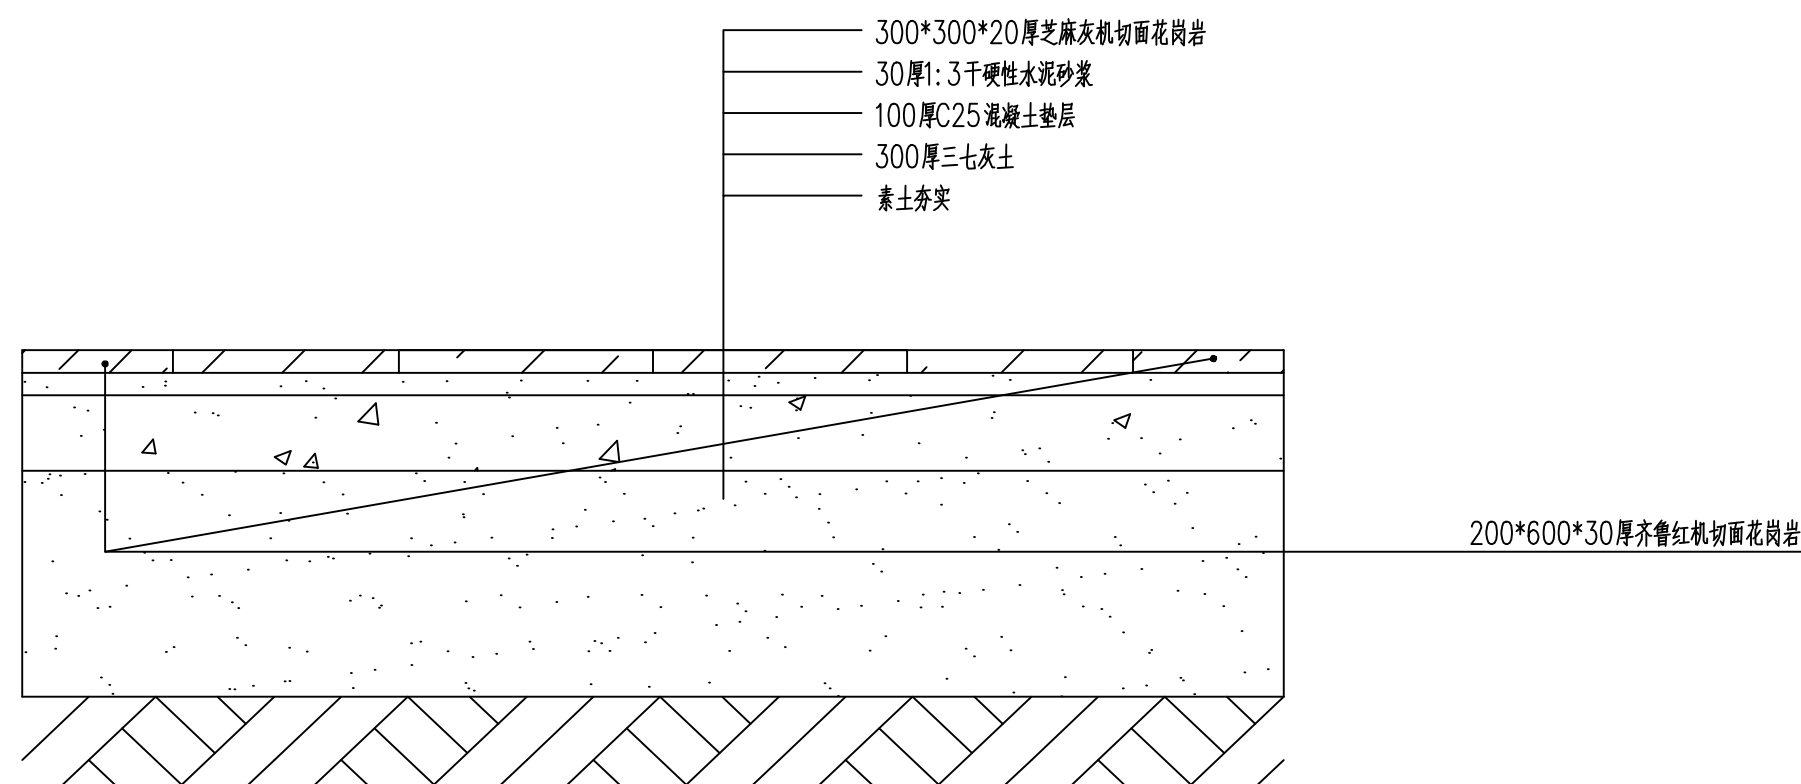 300*300*20厚芝麻灰机切面花岗岩
30厚1:3干硬性水泥砂浆
100厚C25混凝土垫层
300厚三七灰土
素土夯实
200*600*30厚齐鲁红机切面花岗岩